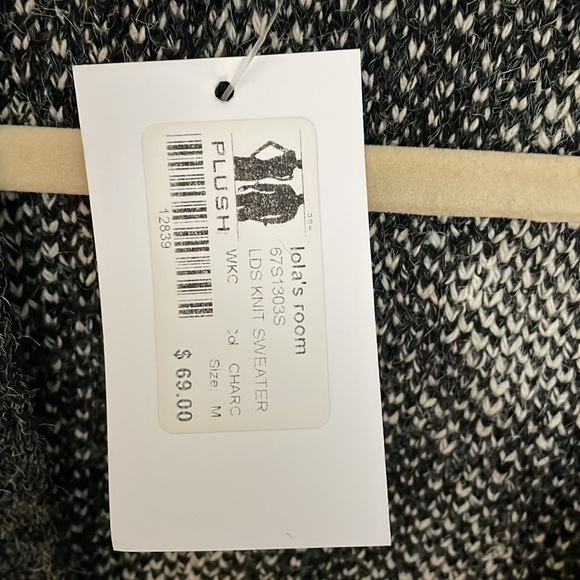 PLUSH
12839
lola's room
67S1303S
LDS KNIT SWEATER
WKC :d CHARC
Size: M
$ 69.00